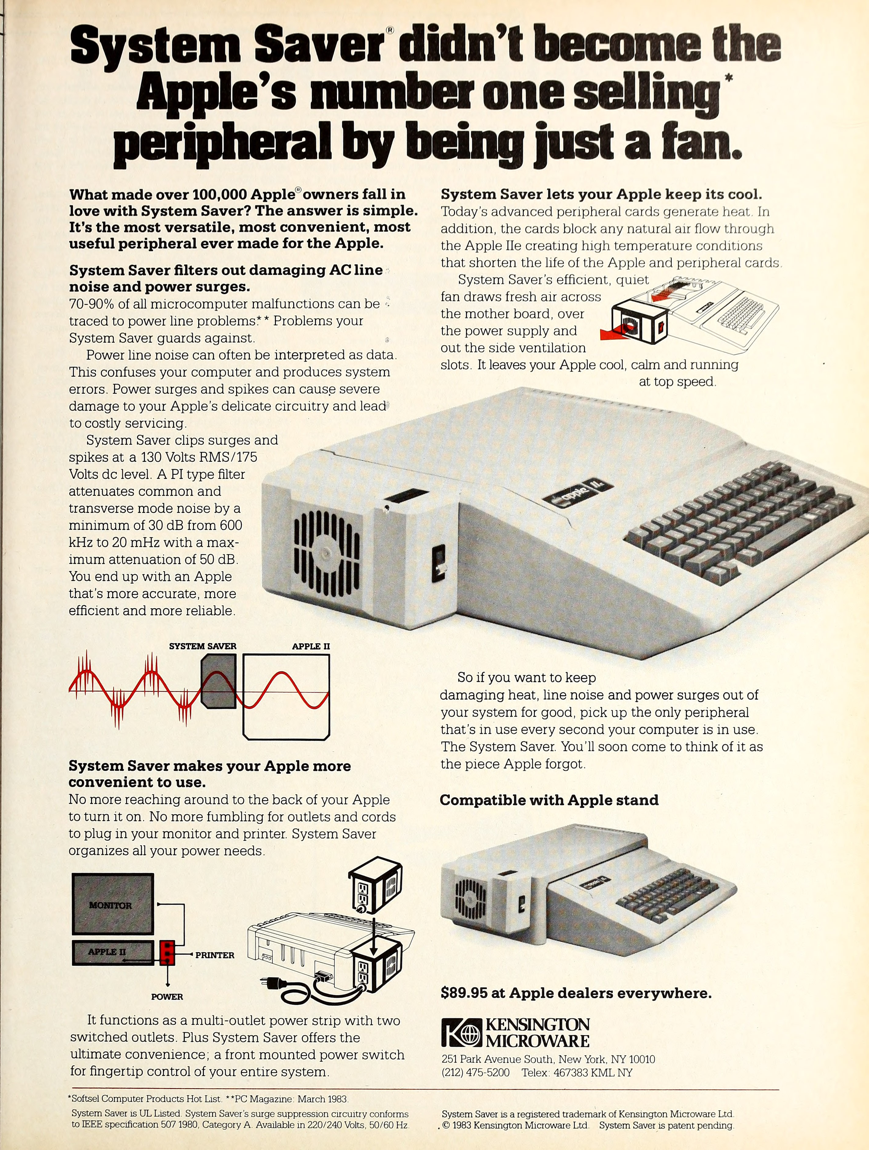 System Saver® didn't become the
Apple's number one selling*
peripheral by being just a fan.
What made over 100,000 Apple® owners fall in
love with System Saver? The answer is simple.
It's the most versatile, most convenient, most
useful peripheral ever made for the Apple.
System Saver filters out damaging AC line
noise and power surges.
70-90% of all microcomputer malfunctions can be
traced to power line problems.** Problems your
System Saver guards against.
Power line noise can often be interpreted as data.
This confuses your computer and produces system
errors. Power surges and spikes can cause severe
damage to your Apple's delicate circuitry and lead
to costly servicing.
System Saver clips surges and
spikes at a 130 Volts RMS/175
Volts dc level. A PI type filter
attenuates common and
transverse mode noise by a
minimum of 30 dB from 600
kHz to 20 mHz with a max-
imum attenuation of 50 dB.
You end up with an Apple
that's more accurate, more
efficient and more reliable.
SYSTEM SAVER
APPLE II
System Saver makes your Apple more
convenient to use.
No more reaching around to the back of your Apple
to turn it on. No more fumbling for outlets and cords
to plug in your monitor and printer. System Saver
organizes all your power needs.
MONITOR
APPLE II
PRINTER
POWER
It functions as a multi-outlet power strip with two
switched outlets. Plus System Saver offers the
ultimate convenience; a front mounted power switch
for fingertip control of your entire system.
System Saver lets your Apple keep its cool.
Today's advanced peripheral cards generate heat. In
addition, the cards block any natural air flow through
the Apple IIe creating high temperature conditions
that shorten the life of the Apple and peripheral cards.
System Saver's efficient, quiet
fan draws fresh air across
the mother board, over
the power supply and
out the side ventilation
slots. It leaves your Apple cool, calm and running
at top speed.
apple IIe
So if you want to keep
damaging heat, line noise and power surges out of
your system for good, pick up the only peripheral
that's in use every second your computer is in use.
The System Saver. You'll soon come to think of it as
the piece Apple forgot.
Compatible with Apple stand
$89.95 at Apple dealers everywhere.
KENSINGTON
MICROWARE
251 Park Avenue South, New York, NY 10010
(212) 475-5200 Telex: 467383 KML NY
*Softsel Computer Products Hot List. **PC Magazine: March 1983.
System Saver is UL Listed. System Saver's surge suppression circuitry conforms
to IEEE specification 507 1980, Category A. Available in 220/240 Volts, 50/60 Hz.
System Saver is a registered trademark of Kensington Microware Ltd.
© 1983 Kensington Microware Ltd. System Saver is patent pending.